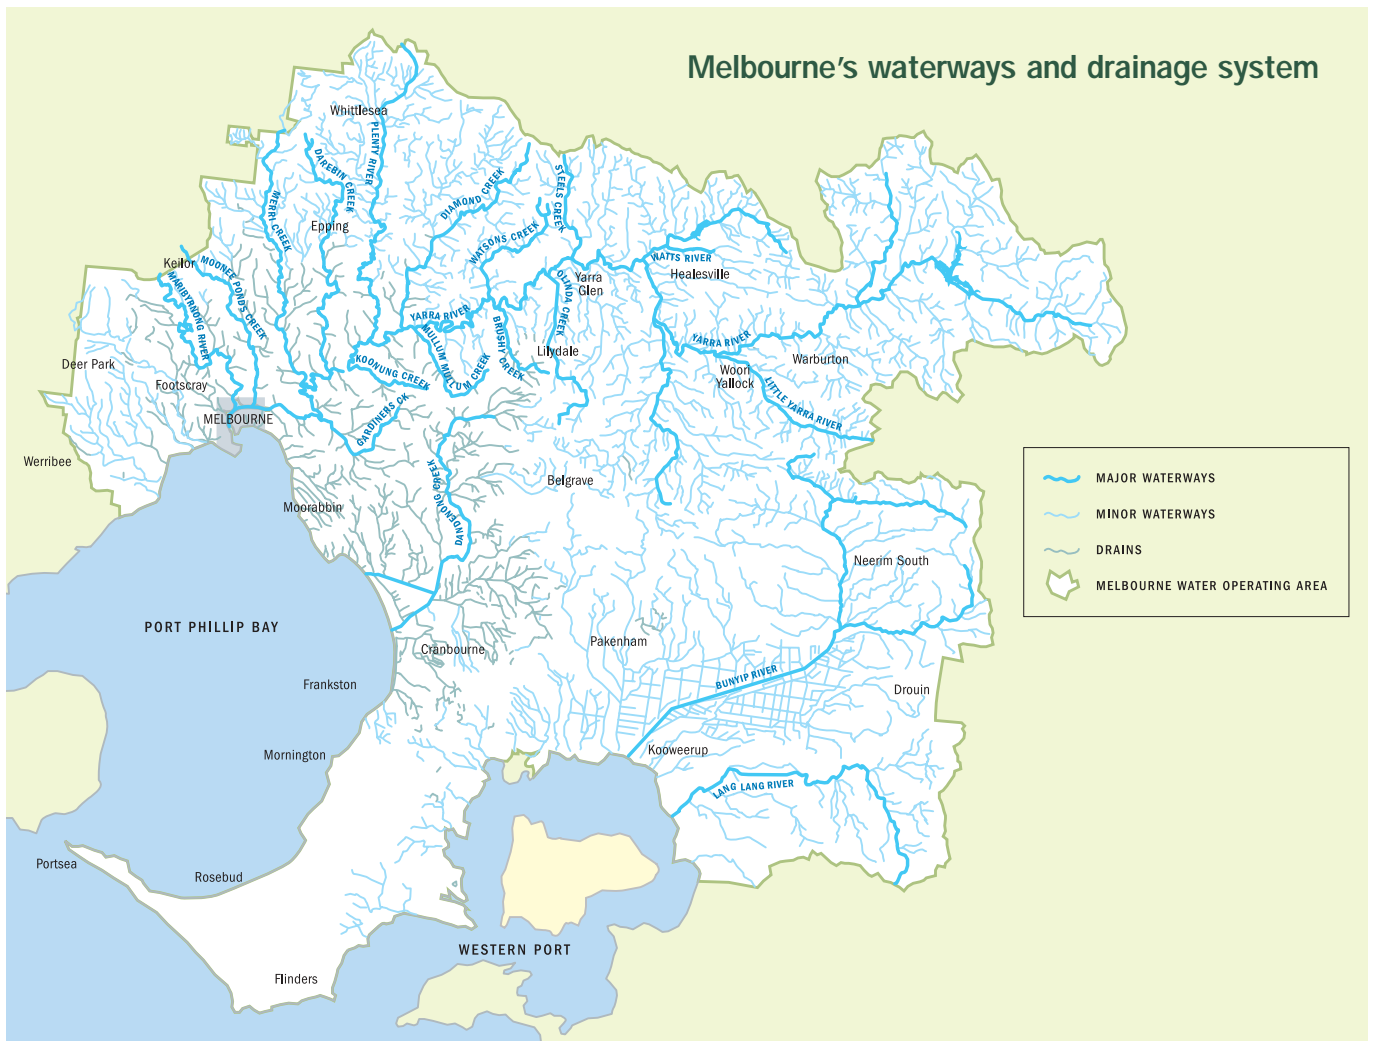 Melbourne's waterways and drainage system
Whittlesea
PLENTY RIVER
DAREBIN CREEK
MERRI CREEK
DIAMOND CREEK
STEELS CREEK
WATSONS CREEK
Epping
Keilor
MOONEE PONDS CREEK
MARIBYRNONG RIVER
WATTS RIVER
Healesville
Yarra
Glen
OLINDA CREEK
YARRA RIVER
MULLUM MULLUM CREEK
BRUSHY CREEK
YARRA RIVER
Lilydale
Warburton
Deer Park
KOONUNG CREEK
Woori
Yallock
LITTLE YARRA RIVER
Footscray
MELBOURNE
GARDINERS CK
Werribee
DANDENONG CREEK
Belgrave
Moorabbin
MAJOR WATERWAYS
MINOR WATERWAYS
DRAINS
MELBOURNE WATER OPERATING AREA
Neerim South
PORT PHILLIP BAY
Cranbourne
Pakenham
Frankston
BUNYIP RIVER
Drouin
Mornington
Kooweerup
LANG LANG RIVER
Portsea
Rosebud
WESTERN PORT
Flinders